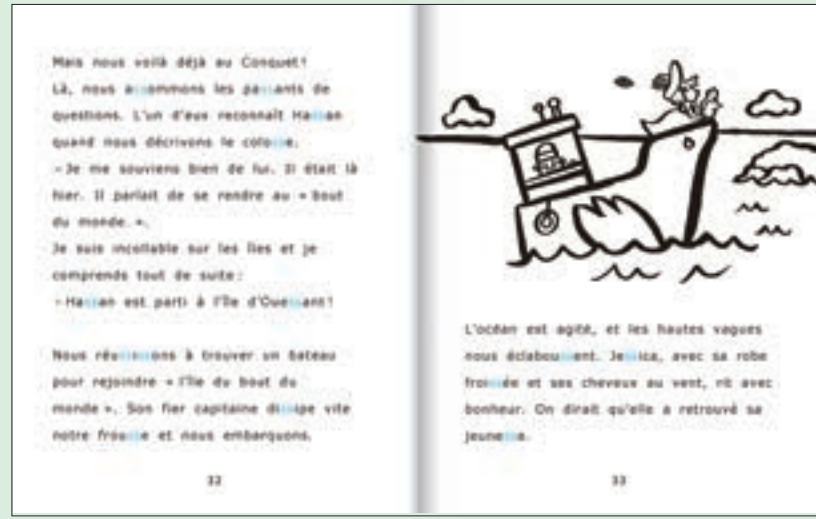 Mais nous voilà déjà au Conquet !
Là, nous assommons les passants de
questions. L'un d'eux reconnaît Hassan
quand nous décrivons le colosse.
– Je me souviens bien de lui. Il était là
hier. Il parlait de se rendre au « bout
du monde. ».
Je suis incollable sur les îles et je
comprends tout de suite :
– Hassan est parti à l'île d'Ouessant !
Nous réussissons à trouver un bateau
pour rejoindre « l'île du bout du
monde ». Son fier capitaine dissipe vite
notre frousse et nous embarquons.
32
L'océan est agité, et les hautes vagues
nous éclaboussent. Jessica, avec sa robe
froissée et ses cheveux au vent, rit avec
bonheur. On dirait qu'elle a retrouvé sa
jeunesse.
33